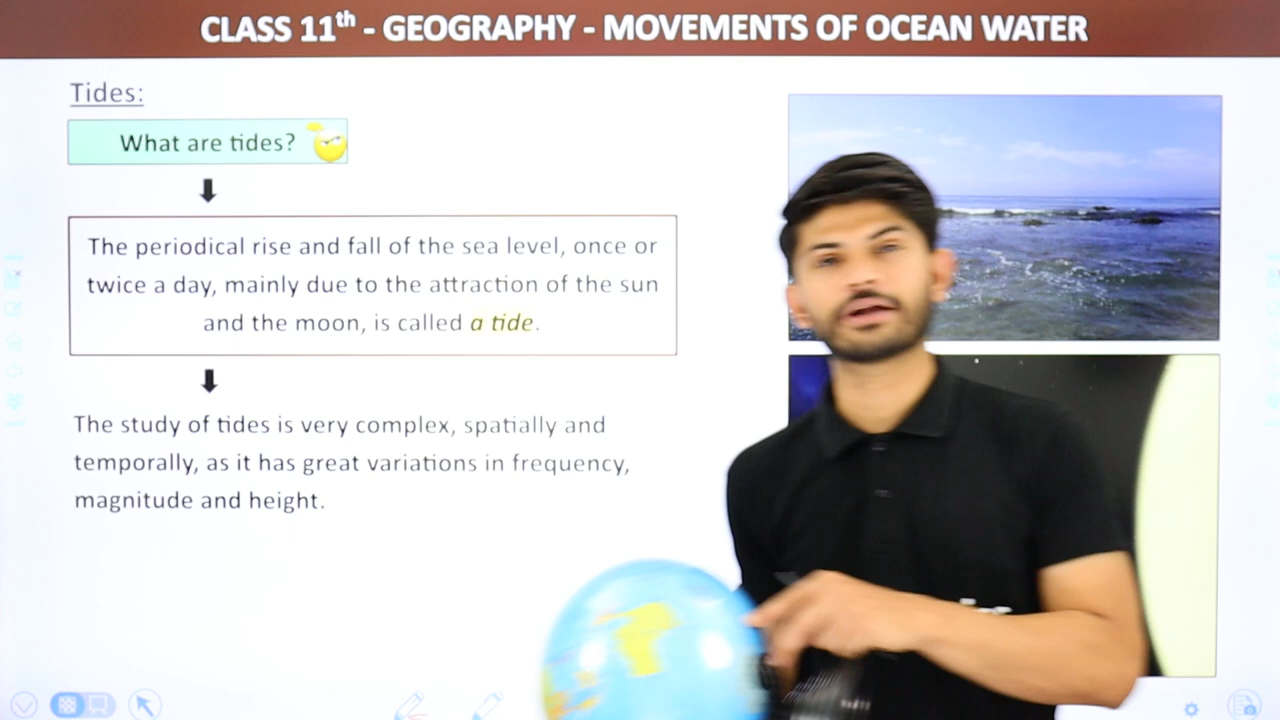 CLASS 11th - GEOGRAPHY - MOVEMENTS OF OCEAN WATER
Tides:
What are tides?
The periodical rise and fall of the sea level, once or
twice a day, mainly due to the attraction of the sun
and the moon, is called a tide.
The study of tides is very complex, spatially and
temporally, as it has great variations in frequency,
magnitude and height.